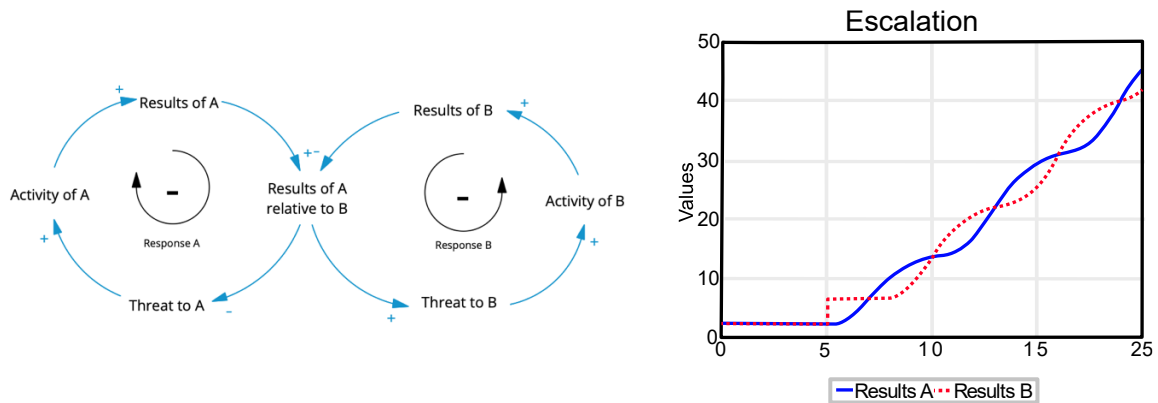 Escalation
+
Results of A
Results of B
+
+-
Activity of A
-
Response A
Results of A
relative to B
-
Response B
Activity of B
+
+
Threat to A
-
Threat to B
+
Values
50
40
30
20
10
0
0
5
10
15
20
25
Results A
Results B